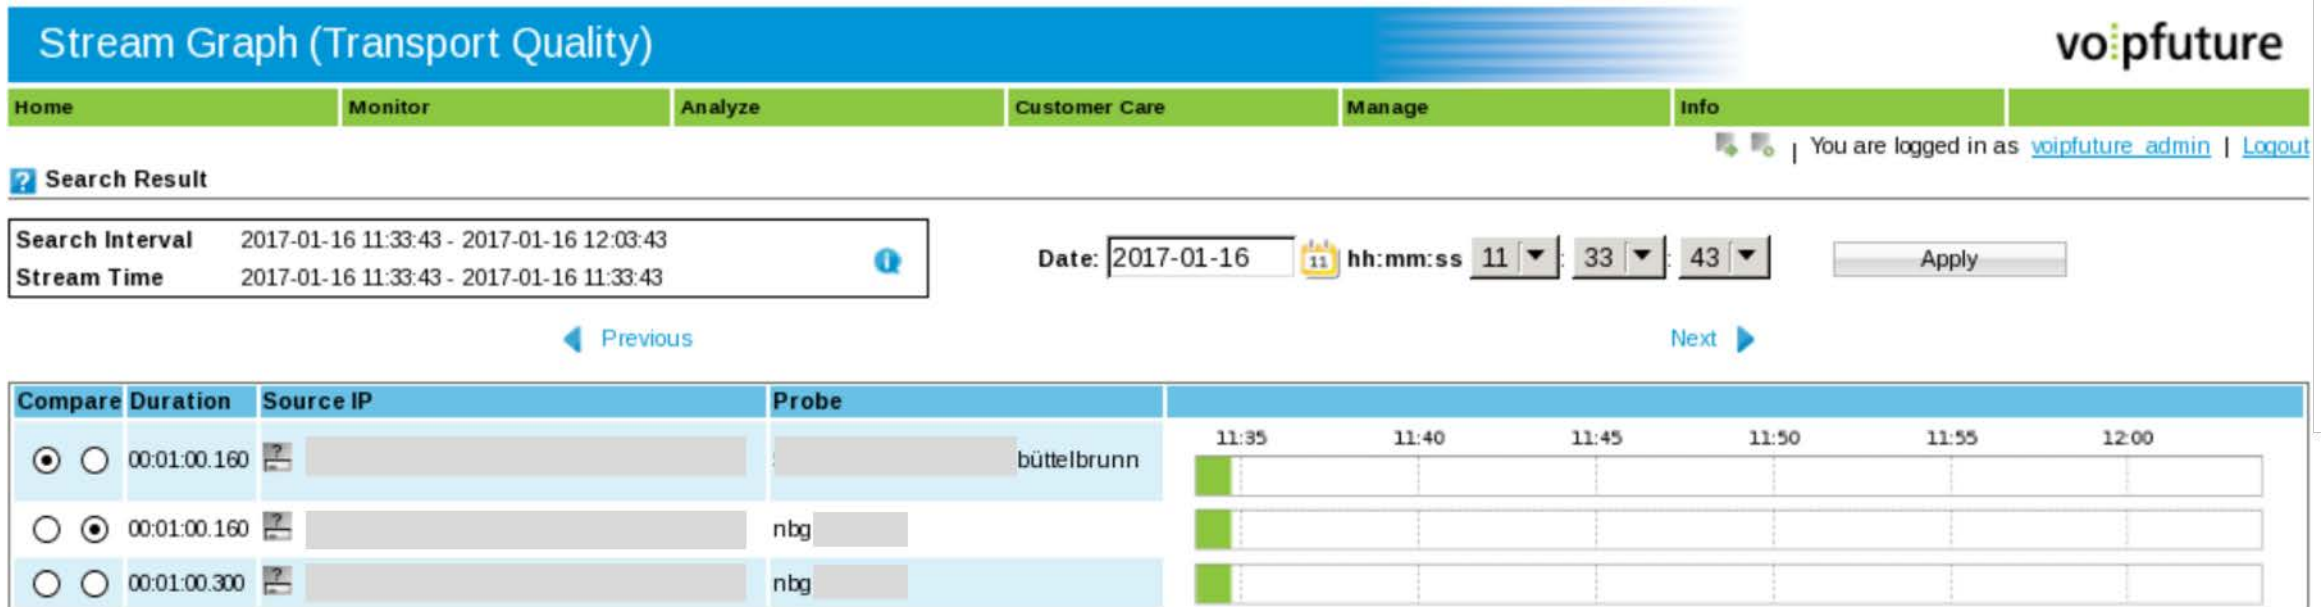 Stream Graph (Transport Quality)
voipfuture
Home Monitor Analyze Customer Care Manage Info
| You are logged in as voipfuture admin | Logout
? Search Result
Search Interval 2017-01-16 11:33:43 - 2017-01-16 12:03:43
Stream Time 2017-01-16 11:33:43 - 2017-01-16 11:33:43
i
Date: 2017-01-16 11 hh:mm:ss 11 : 33 : 43 Apply
Previous Next
Compare Duration Source IP Probe
11:35 11:40 11:45 11:50 11:55 12:00
00:01:00.160 ? büttelbrunn
00:01:00.160 ? nbg
00:01:00.300 ? nbg